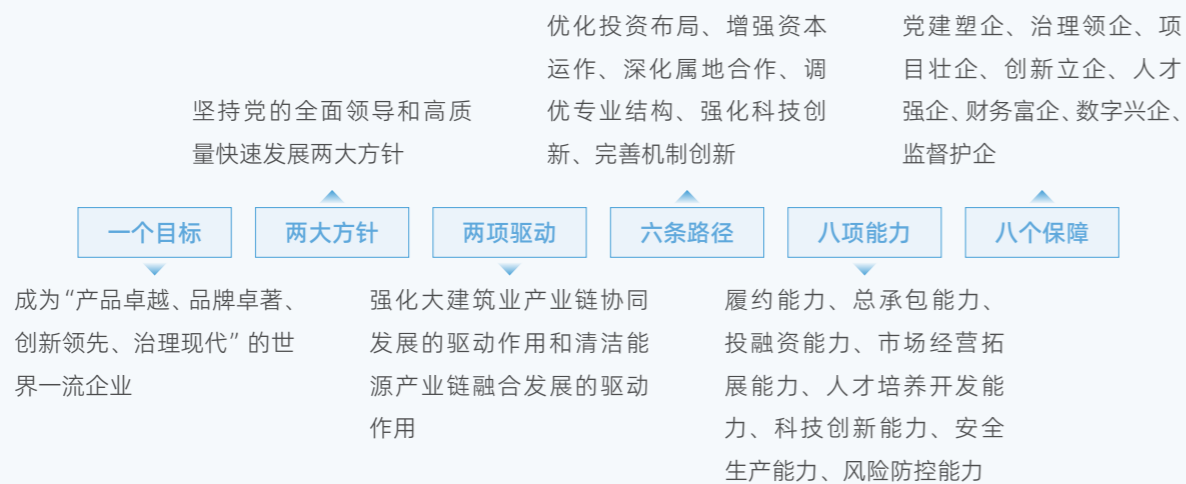 优化投资布局、增强资本
运作、深化属地合作、调
优专业结构、强化科技创
新、完善机制创新
党建塑企、治理领企、项
目壮企、创新立企、人才
强企、财务富企、数字兴企、
监督护企
坚持党的全面领导和高质
量快速发展两大方针
一个目标
两大方针
两项驱动
六条路径
八项能力
八个保障
成为“产品卓越、品牌卓著、
创新领先、治理现代”的世
界一流企业
强化大建筑业产业链协同
发展的驱动作用和清洁能
源产业链融合发展的驱动
作用
履约能力、总承包能力、
投融资能力、市场经营拓
展能力、人才培养开发能
力、科技创新能力、安全
生产能力、风险防控能力